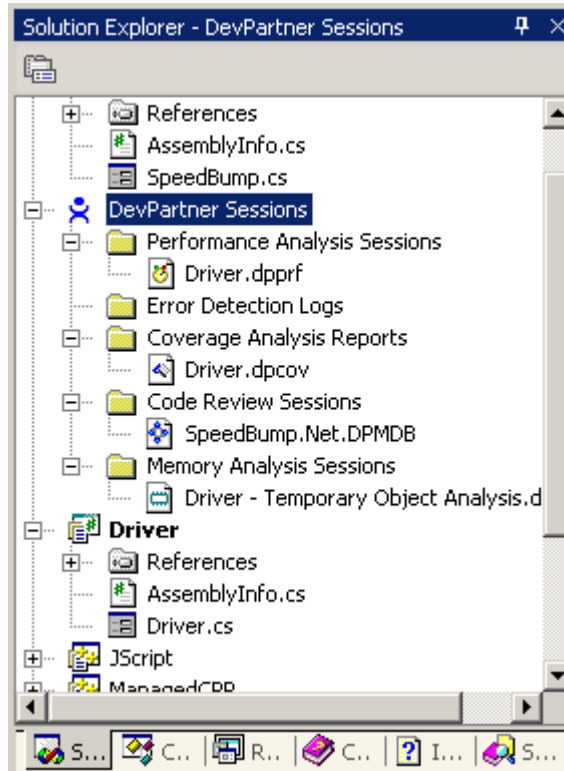 Solution Explorer - DevPartner Sessions
References
AssemblyInfo.cs
SpeedBump.cs
DevPartner Sessions
Performance Analysis Sessions
Driver.dpprf
Error Detection Logs
Coverage Analysis Reports
Driver.dpcov
Code Review Sessions
SpeedBump.Net.DPMDB
Memory Analysis Sessions
Driver - Temporary Object Analysis.d
Driver
References
AssemblyInfo.cs
Driver.cs
JScript
ManagedCPP
S... C.. R.. C.. I... S...